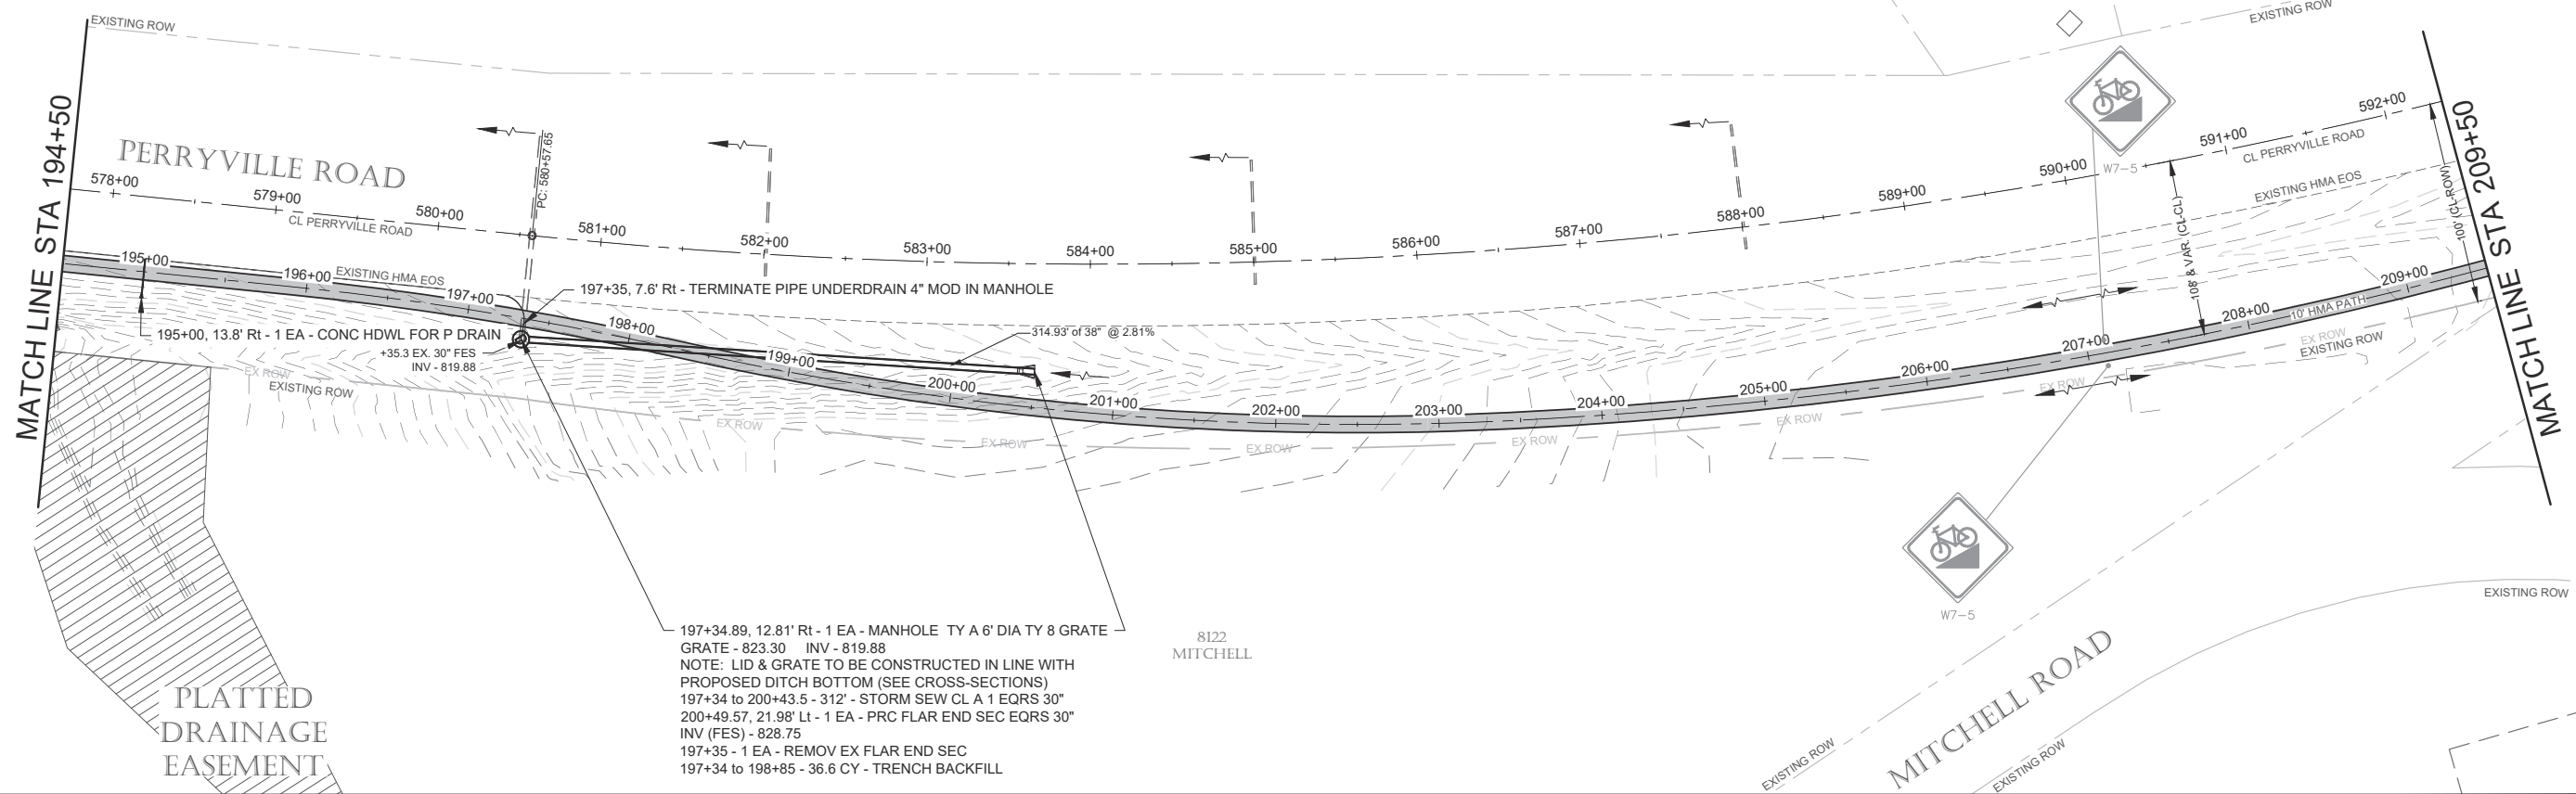 EXISTING ROW
EXISTING ROW
MATCH LINE STA 194+50
PERRYVILLE ROAD
578+00
579+00
580+00
CL PERRYVILLE ROAD
PC: 580+57.65
581+00
582+00
583+00
584+00
585+00
586+00
587+00
588+00
589+00
590+00
591+00
592+00
CL PERRYVILLE ROAD
W7-5
EXISTING HMA EOS
108' & VAR. (CL-CL)
100' (CL-ROW)
MATCH LINE STA 209+50
195+00
196+00
197+00
198+00
199+00
200+00
201+00
202+00
203+00
204+00
205+00
206+00
207+00
208+00
209+00
10' HMA PATH
EXISTING HMA EOS
197+35, 7.6' Rt - TERMINATE PIPE UNDERDRAIN 4" MOD IN MANHOLE
195+00, 13.8' Rt - 1 EA - CONC HDWL FOR P DRAIN
+35.3 EX. 30" FES
INV - 819.88
314.93' of 38" @ 2.81%
EX ROW
EXISTING ROW
EX ROW
EX ROW
EX ROW
EX ROW
EX ROW
EX ROW
EX ROW
EXISTING ROW
W7-5
197+34.89, 12.81' Rt - 1 EA - MANHOLE TY A 6' DIA TY 8 GRATE
GRATE - 823.30 INV - 819.88
NOTE: LID & GRATE TO BE CONSTRUCTED IN LINE WITH
PROPOSED DITCH BOTTOM (SEE CROSS-SECTIONS)
197+34 to 200+43.5 - 312' - STORM SEW CL A 1 EQRS 30"
200+49.57, 21.98' Lt - 1 EA - PRC FLAR END SEC EQRS 30"
INV (FES) - 828.75
197+35 - 1 EA - REMOV EX FLAR END SEC
197+34 to 198+85 - 36.6 CY - TRENCH BACKFILL
8122
MITCHELL
PLATTED
DRAINAGE
EASEMENT
MITCHELL ROAD
EXISTING ROW
EXISTING ROW
EXISTING ROW